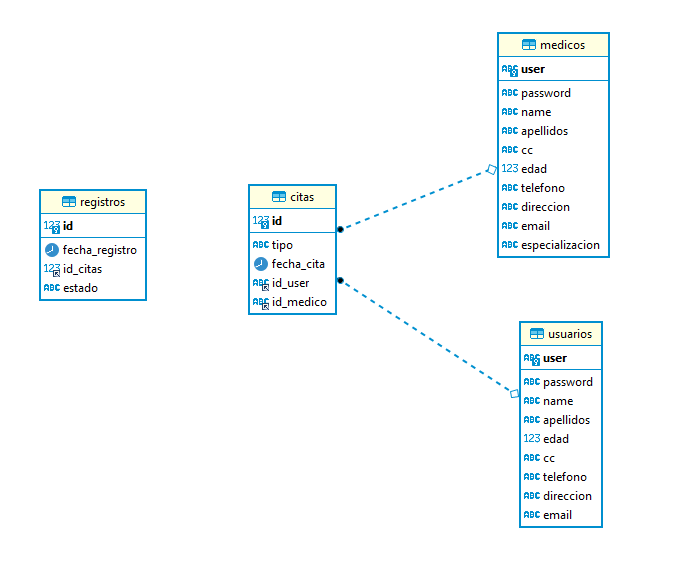 medicos
user
password
name
apellidos
cc
edad
telefono
direccion
email
especializacion
registros
id
fecha_registro
id_citas
estado
citas
id
tipo
fecha_cita
id_user
id_medico
usuarios
user
password
name
apellidos
edad
cc
telefono
direccion
email